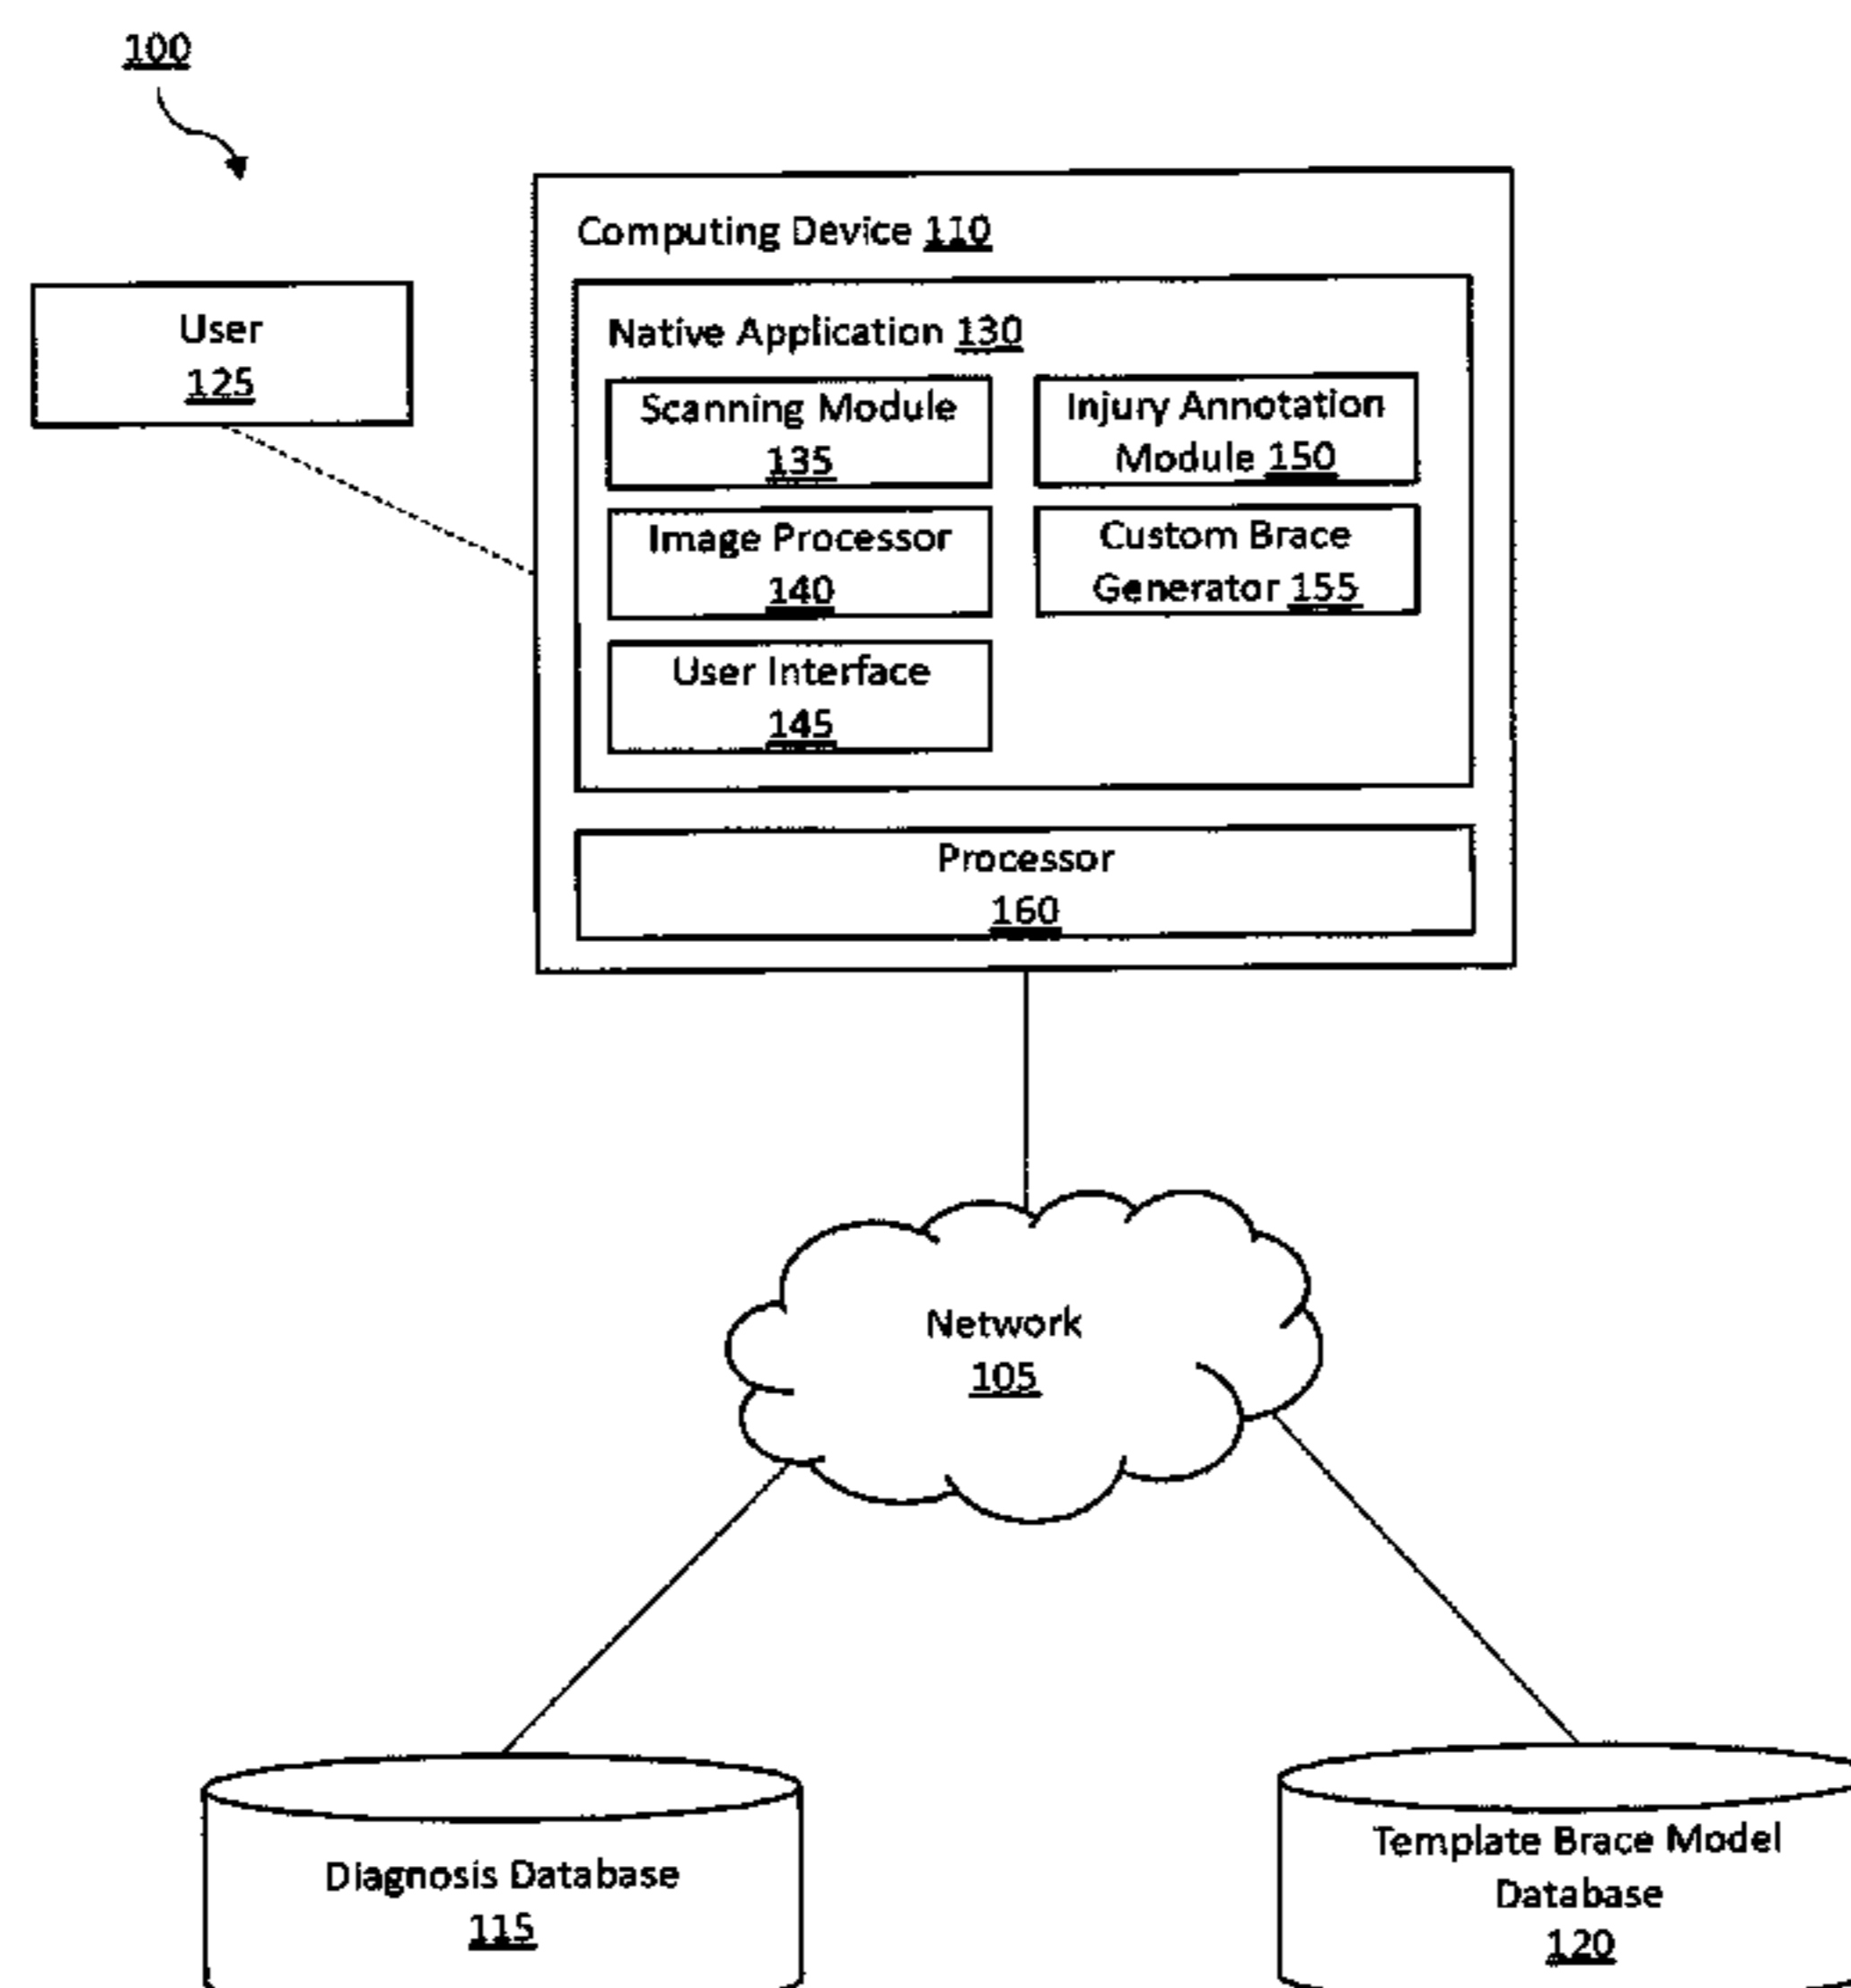 100
Computing Device 110
User
125
Native Application 130
Scanning Module
135
Injury Annotation
Module 150
Image Processor
140
Custom Brace
Generator 155
User Interface
145
Processor
160
Network
105
Diagnosis Database
115
Template Brace Model
Database
120